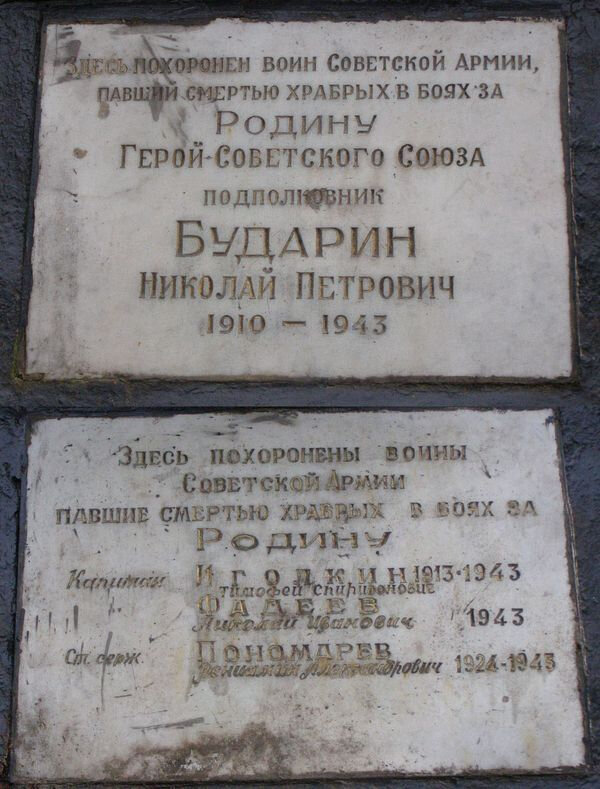 Здесь похоронен воин Советской Армии,
павший смертью храбрых в боях за
Родину
Герой Советского Союза
подполковник
Бударин
Николай Петрович
1910 — 1943
Здесь похоронены воины
Советской Армии
павшие смертью храбрых в боях за
Родину
Капитан Иголкин 1913-1943
Тимофей Спиридонович
Фадеев
Николай Иванович 1943
Ст. серж. Пономарев
Вениамин Александрович 1924-1943